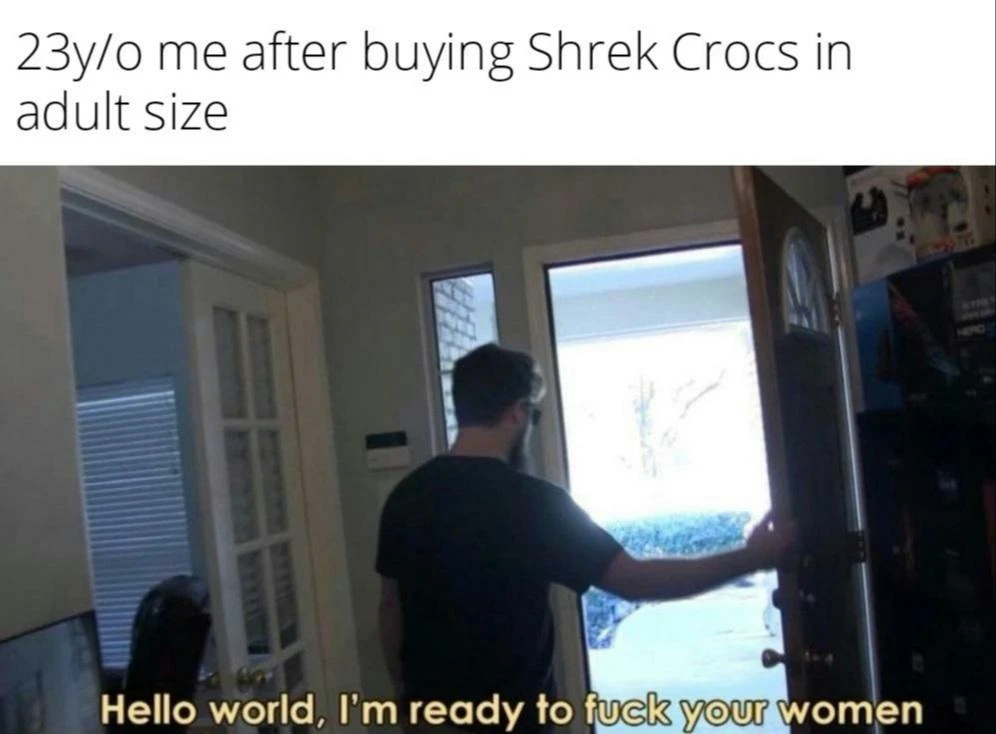 23y/o me after buying Shrek Crocs in
adult size
Hello world, I'm ready to fuck your women